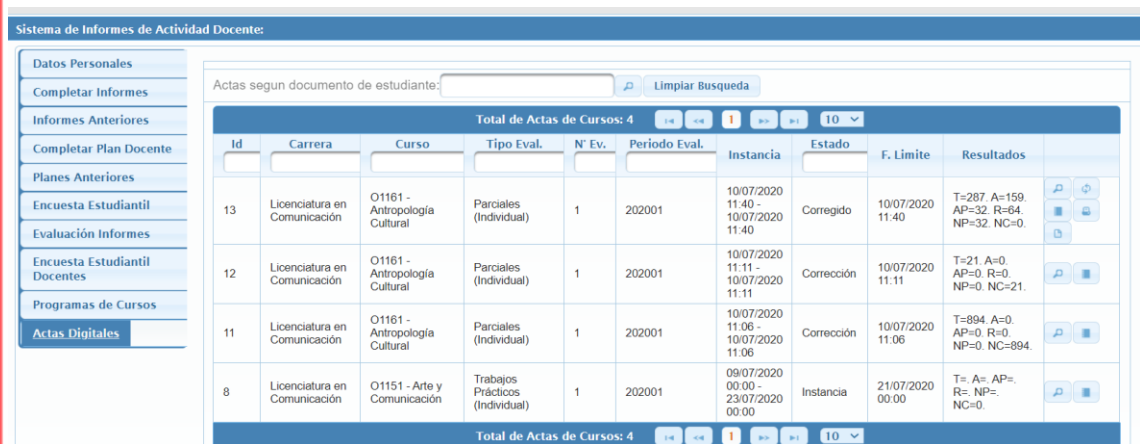 Sistema de Informes de Actividad Docente:
Datos Personales
Completar Informes
Informes Anteriores
Completar Plan Docente
Planes Anteriores
Encuesta Estudiantil
Evaluación Informes
Encuesta Estudiantil
Docentes
Programas de Cursos
Actas Digitales
Actas segun documento de estudiante: Limpiar Busqueda
Total de Actas de Cursos: 4 1 10
Id Carrera Curso Tipo Eval. N° Ev. Periodo Eval. Instancia Estado F. Limite Resultados
13
Licenciatura en
Comunicación
O1161 -
Antropología
Cultural
Parciales
(Individual)
1
202001
10/07/2020
11:40 -
10/07/2020
11:40
Corregido
10/07/2020
11:40
T=287. A=159.
AP=32. R=64.
NP=32. NC=0.
12
Licenciatura en
Comunicación
O1161 -
Antropología
Cultural
Parciales
(Individual)
1
202001
10/07/2020
11:11 -
10/07/2020
11:11
Corrección
10/07/2020
11:11
T=21. A=0.
AP=0. R=0.
NP=0. NC=21.
11
Licenciatura en
Comunicación
O1161 -
Antropología
Cultural
Parciales
(Individual)
1
202001
10/07/2020
11:06 -
10/07/2020
11:06
Corrección
10/07/2020
11:06
T=894. A=0.
AP=0. R=0.
NP=0. NC=894.
8
Licenciatura en
Comunicación
O1151 - Arte y
Comunicación
Trabajos
Prácticos
(Individual)
1
202001
09/07/2020
00:00 -
23/07/2020
00:00
Instancia
21/07/2020
00:00
T=. A=. AP=.
R=. NP=.
NC=0.
Total de Actas de Cursos: 4 1 10